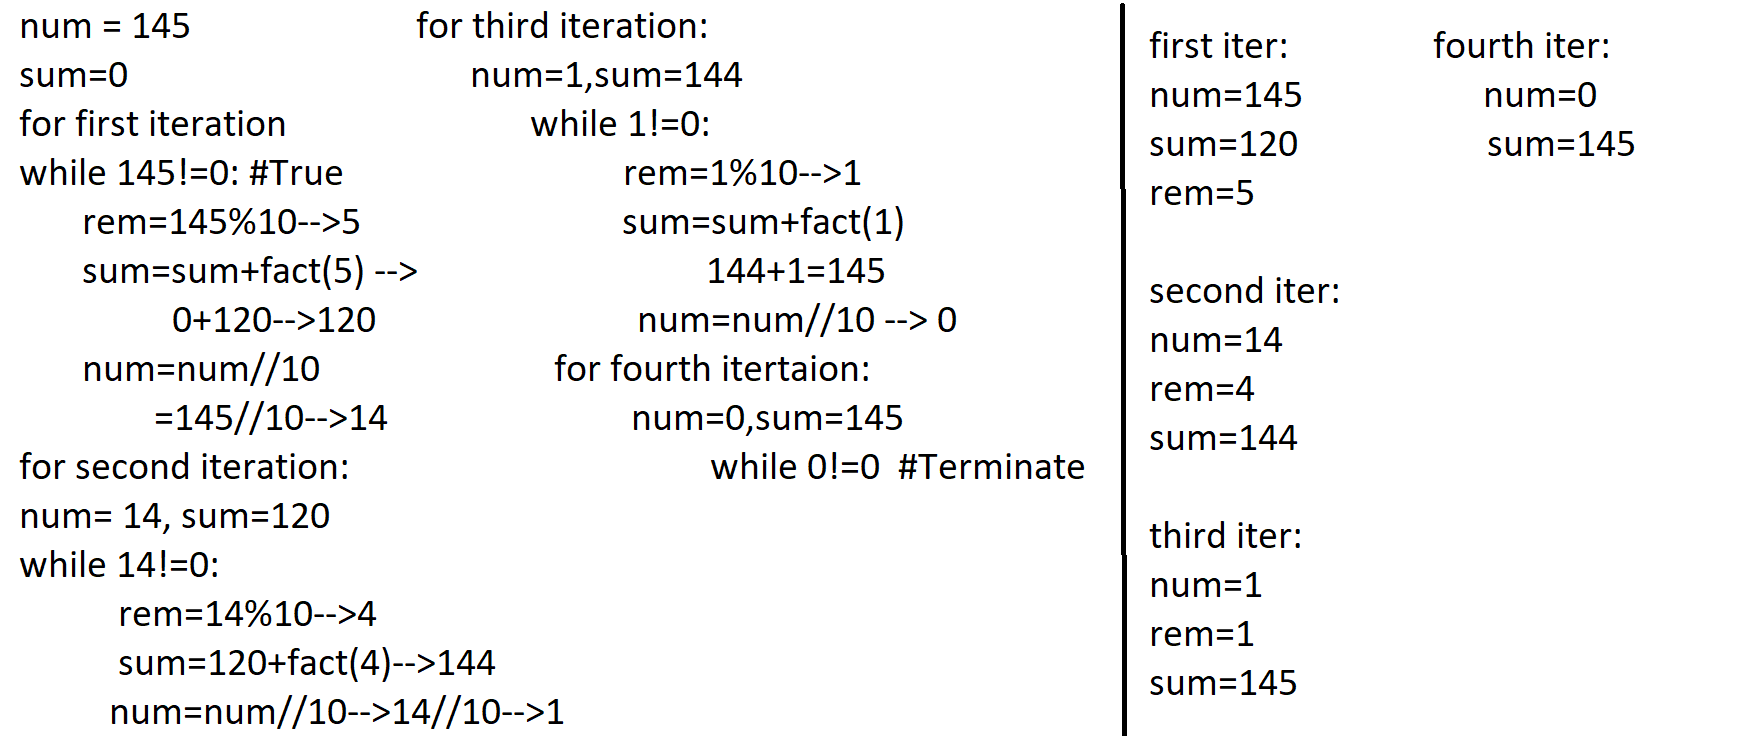 num = 145
sum=0
for first iteration
while 145!=0: #True
rem=145%10-->5
sum=sum+fact(5) -->
0+120-->120
num=num//10
=145//10-->14
for second iteration:
num= 14, sum=120
while 14!=0:
rem=14%10-->4
sum=120+fact(4)-->144
num=num//10-->14//10-->1
for third iteration:
num=1,sum=144
while 1!=0:
rem=1%10-->1
sum=sum+fact(1)
144+1=145
num=num//10 --> 0
for fourth itertaion:
num=0,sum=145
while 0!=0  #Terminate
first iter:
num=145
sum=120
rem=5
second iter:
num=14
rem=4
sum=144
third iter:
num=1
rem=1
sum=145
fourth iter:
num=0
sum=145